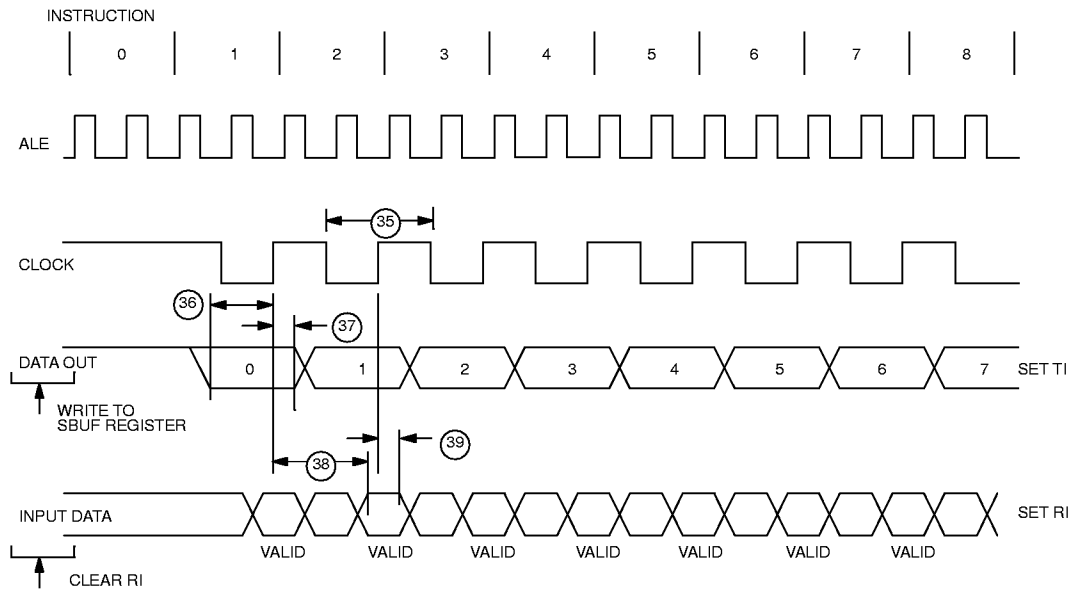 INSTRUCTION
0 1 2 3 4 5 6 7 8
ALE
35
CLOCK
36
37
DATA OUT 0 1 2 3 4 5 6 7 SET TI
WRITE TO
SBUF REGISTER
39
38
INPUT DATA SET RI
VALID VALID VALID VALID VALID VALID VALID
CLEAR RI